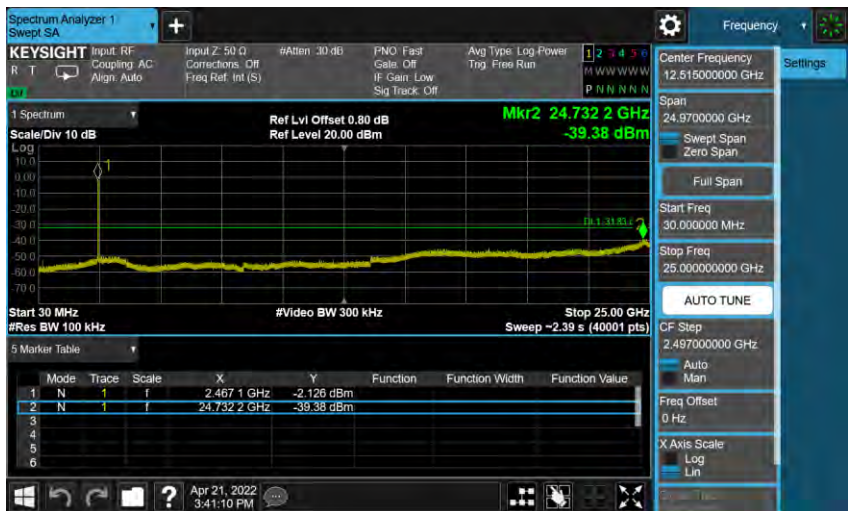 Spectrum Analyzer 1
Swept SA
+
Frequency
KEYSIGHT
R T
Input: RF
Coupling: AC
Align: Auto
Input Z: 50 Ω
Corrections: Off
Freq Ref: Int (S)
#Atten: 30 dB
PNO: Fast
Gate: Off
IF Gain: Low
Sig Track: Off
Avg Type: Log-Power
Trig: Free Run
1 2 3 4 5 6
M W W W W W
P N N N N N
Center Frequency
12.515000000 GHz
Settings
Span
24.9700000 GHz
Swept Span
Zero Span
Full Span
Start Freq
30.000000 MHz
Stop Freq
25.000000000 GHz
AUTO TUNE
CF Step
2.497000000 GHz
Auto
Man
Freq Offset
0 Hz
X Axis Scale
Log
Lin
1 Spectrum
Scale/Div 10 dB
Ref Lvl Offset 0.80 dB
Ref Level 20.00 dBm
Mkr2 24.732 2 GHz
-39.38 dBm
Log
10.0
0.00
-10.0
-20.0
-30.0
-40.0
-50.0
-60.0
-70.0
1
2
Start 30 MHz
#Res BW 100 kHz
#Video BW 300 kHz
Stop 25.00 GHz
Sweep ~2.39 s (40001 pts)
5 Marker Table
Mode Trace Scale X Y Function Function Width Function Value
1 N 1 f 2.467 1 GHz -2.126 dBm
2 N 1 f 24.732 2 GHz -39.38 dBm
3
4
5
6
?
Apr 21, 2022
3:41:10 PM